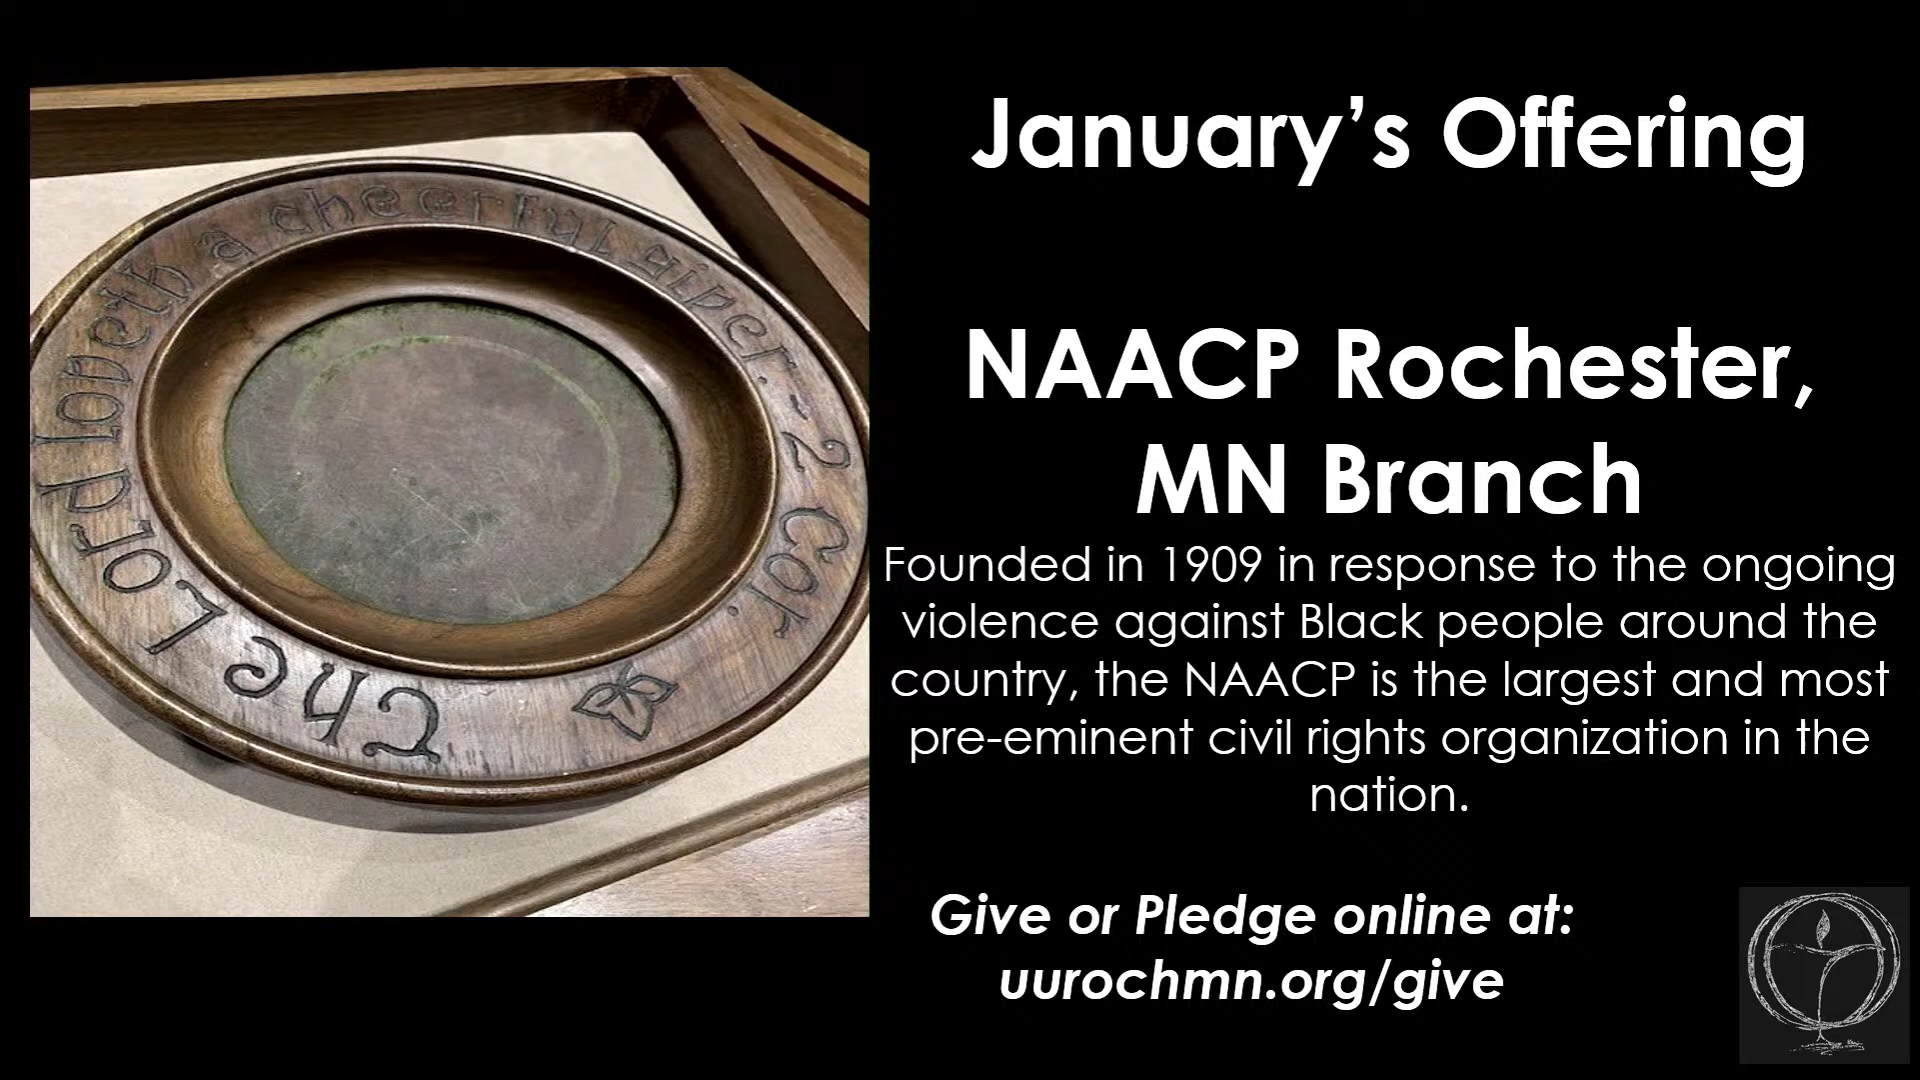 The Lord loveth a cheerful giver. - 2 Cor.
January’s Offering
NAACP Rochester,
MN Branch
Founded in 1909 in response to the ongoing
violence against Black people around the
country, the NAACP is the largest and most
pre-eminent civil rights organization in the
nation.
Give or Pledge online at:
uurochmn.org/give